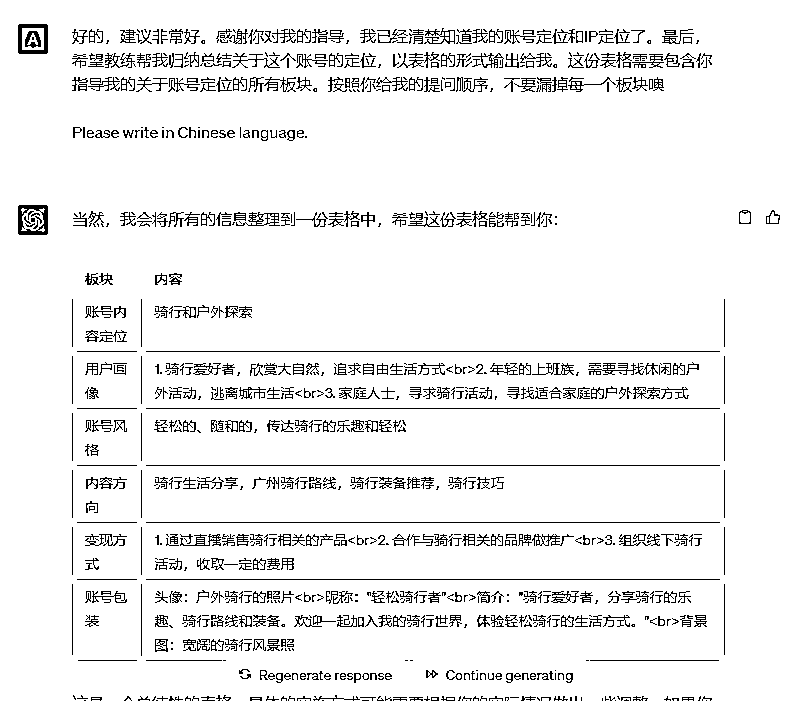 好的，建议非常好。感谢你对我的指导，我已经清楚知道我的账号定位和IP定位了。最后，
希望教练帮我归纳总结关于这个账号的定位，以表格的形式输出给我。这份表格需要包含你
指导我的关于账号定位的所有板块。按照你给我的提问顺序，不要漏掉每一个板块噢
Please write in Chinese language.
当然，我会将所有的信息整理到一份表格中，希望这份表格能帮到你：
板块 内容
账号内 骑行和户外探索
容定位
用户画 1. 骑行爱好者，欣赏大自然，追求自由生活方式<br>2. 年轻的上班族，需要寻找休闲的户
像 外活动，逃离城市生活<br>3. 家庭人士，寻求骑行活动，寻找适合家庭的户外探索方式
账号风 轻松的、随和的，传达骑行的乐趣和轻松
格
内容方 骑行生活分享，广州骑行路线，骑行装备推荐，骑行技巧
向
变现方 1. 通过直播销售骑行相关的产品<br>2. 合作与骑行相关的品牌做推广<br>3. 组织线下骑行
式 活动，收取一定的费用
账号包 头像：户外骑行的照片<br>昵称："轻松骑行者"<br>简介："骑行爱好者，分享骑行的乐
装 趣、骑行路线和装备。欢迎一起加入我的骑行世界，体验轻松骑行的生活方式。"<br>背景
图：宽阔的骑行风景照
Regenerate response Continue generating